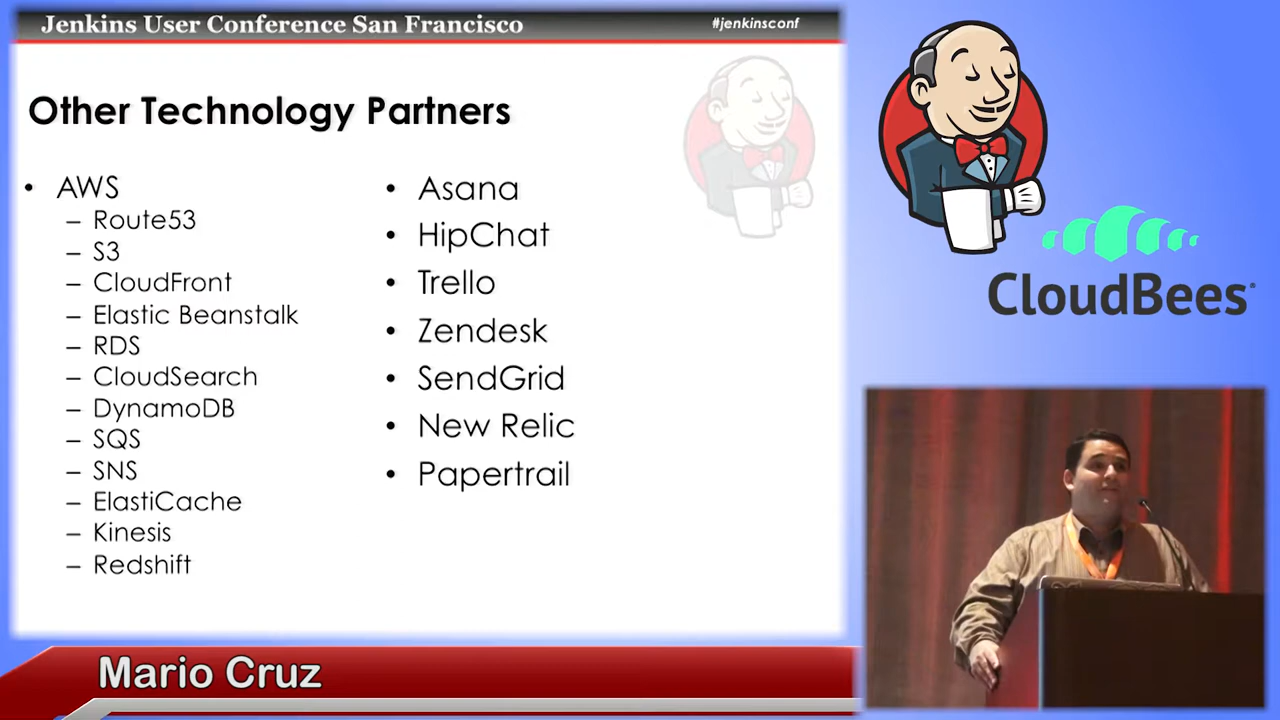 Jenkins User Conference San Francisco
#jenkinsconf
Other Technology Partners
• AWS
– Route53
– S3
– CloudFront
– Elastic Beanstalk
– RDS
– CloudSearch
– DynamoDB
– SQS
– SNS
– ElastiCache
– Kinesis
– Redshift
• Asana
• HipChat
• Trello
• Zendesk
• SendGrid
• New Relic
• Papertrail
CloudBees
Mario Cruz